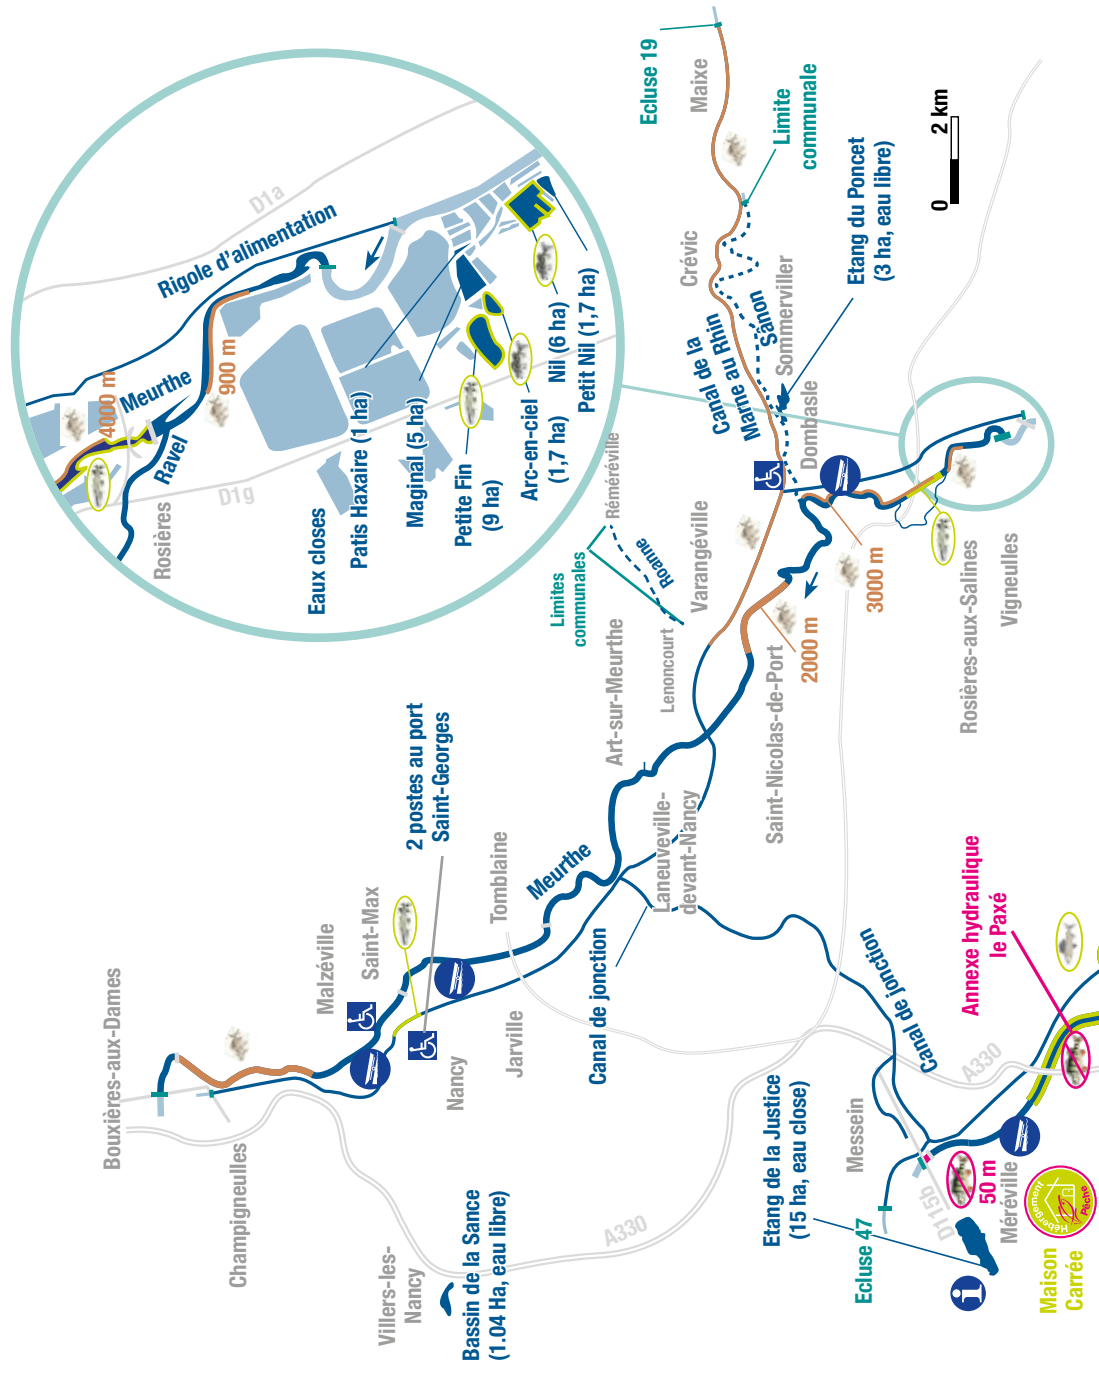 D1a
Rigole d’alimentation
4000 m
Meurthe
900 m
Ravel
D1g
Rosières
Eaux closes
Patis Haxaire (1 ha)
Maginal (5 ha)
Petite Fin
(9 ha)
Arc-en-ciel
(1,7 ha)
Nil (6 ha)
Petit Nil (1,7 ha)
Ecluse 19
Maixe
Limite
communale
Crévic
Etang du Poncet
(3 ha, eau libre)
0 2 km
Canal de la
Marne au Rhin
Sânon
Sommerviller
Dombasle
Réméréville
Limites
communales
Roanne
Lenoncourt
Varangéville
Art-sur-Meurthe
3000 m
2000 m
Saint-Nicolas-de-Port
Rosières-aux-Salines
Vigneulles
2 postes au port
Saint-Georges
Tomblaine
Meurthe
Laneuveville-
devant-Nancy
Saint-Max
Malzéville
Bouxières-aux-Dames
Champigneulles
Nancy
Jarville
Canal de jonction
Canal de jonction
Annexe hydraulique
le Paxé
A330
A330
Villers-les-
Nancy
Bassin de la Sance
(1.04 Ha, eau libre)
Etang de la Justice
(15 ha, eau close)
Messein
Ecluse 47
D115b
50 m
Méréville
Hébergement
Pêche
Maison
Carrée
i